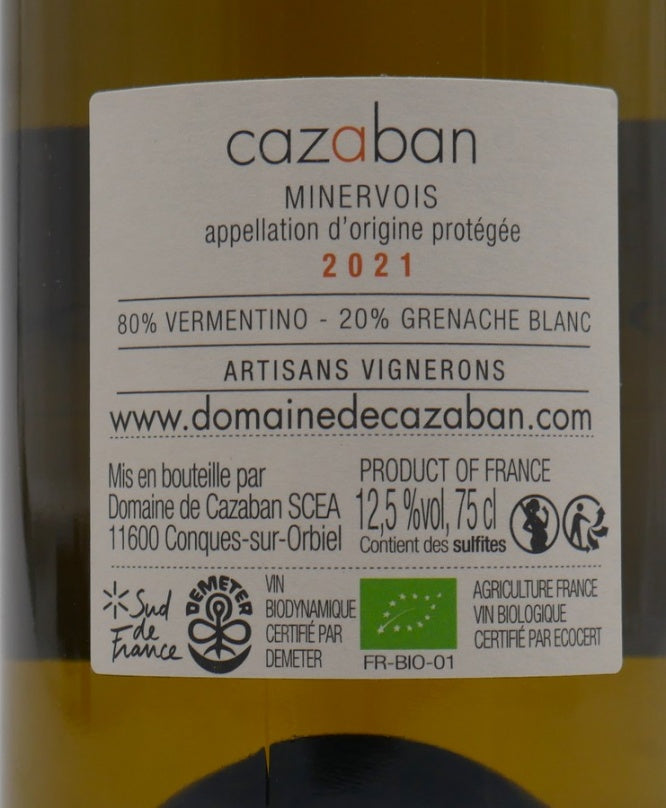 cazaban
MINERVOIS
appellation d'origine protégée
2021
80% VERMENTINO - 20% GRENACHE BLANC
ARTISANS VIGNERONS
www.domainedecazaban.com
Mis en bouteille par
Domaine de Cazaban SCEA
11600 Conques-sur-Orbiel
PRODUCT OF FRANCE
12,5 %vol, 75 cl
Contient des sulfites
Sud
de
France
DEMETER
VIN
BIODYNAMIQUE
CERTIFIÉ PAR
DEMETER
FR-BIO-01
AGRICULTURE FRANCE
VIN BIOLOGIQUE
CERTIFIÉ PAR ECOCERT